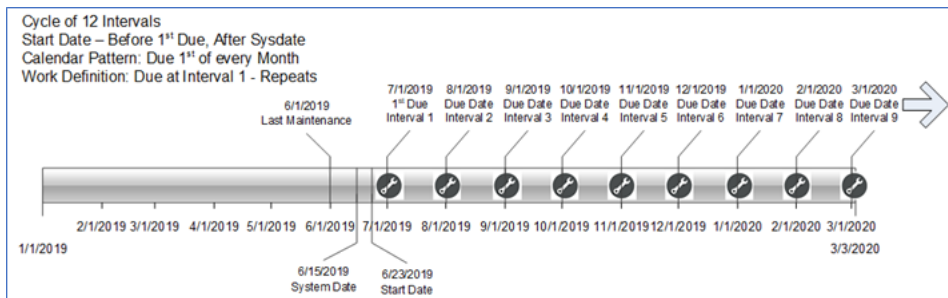 Cycle of 12 Intervals
Start Date – Before 1st Due, After Sysdate
Calendar Pattern: Due 1st of every Month
Work Definition: Due at Interval 1 - Repeats
7/1/2019 8/1/2019 9/1/2019 10/1/2019 11/1/2019 12/1/2019 1/1/2020 2/1/2020 3/1/2020
6/1/2019 1st Due Due Date Due Date Due Date Due Date Due Date Due Date Due Date Due Date
Last Maintenance Interval 1 Interval 2 Interval 3 Interval 4 Interval 5 Interval 6 Interval 7 Interval 8 Interval 9
2/1/2019 3/1/2019 4/1/2019 5/1/2019 6/1/2019 7/1/2019 8/1/2019 9/1/2019 10/1/2019 11/1/2019 12/1/2019 1/1/2020 2/1/2020 3/1/2020
1/1/2019 3/3/2020
6/15/2019 6/23/2019
System Date Start Date